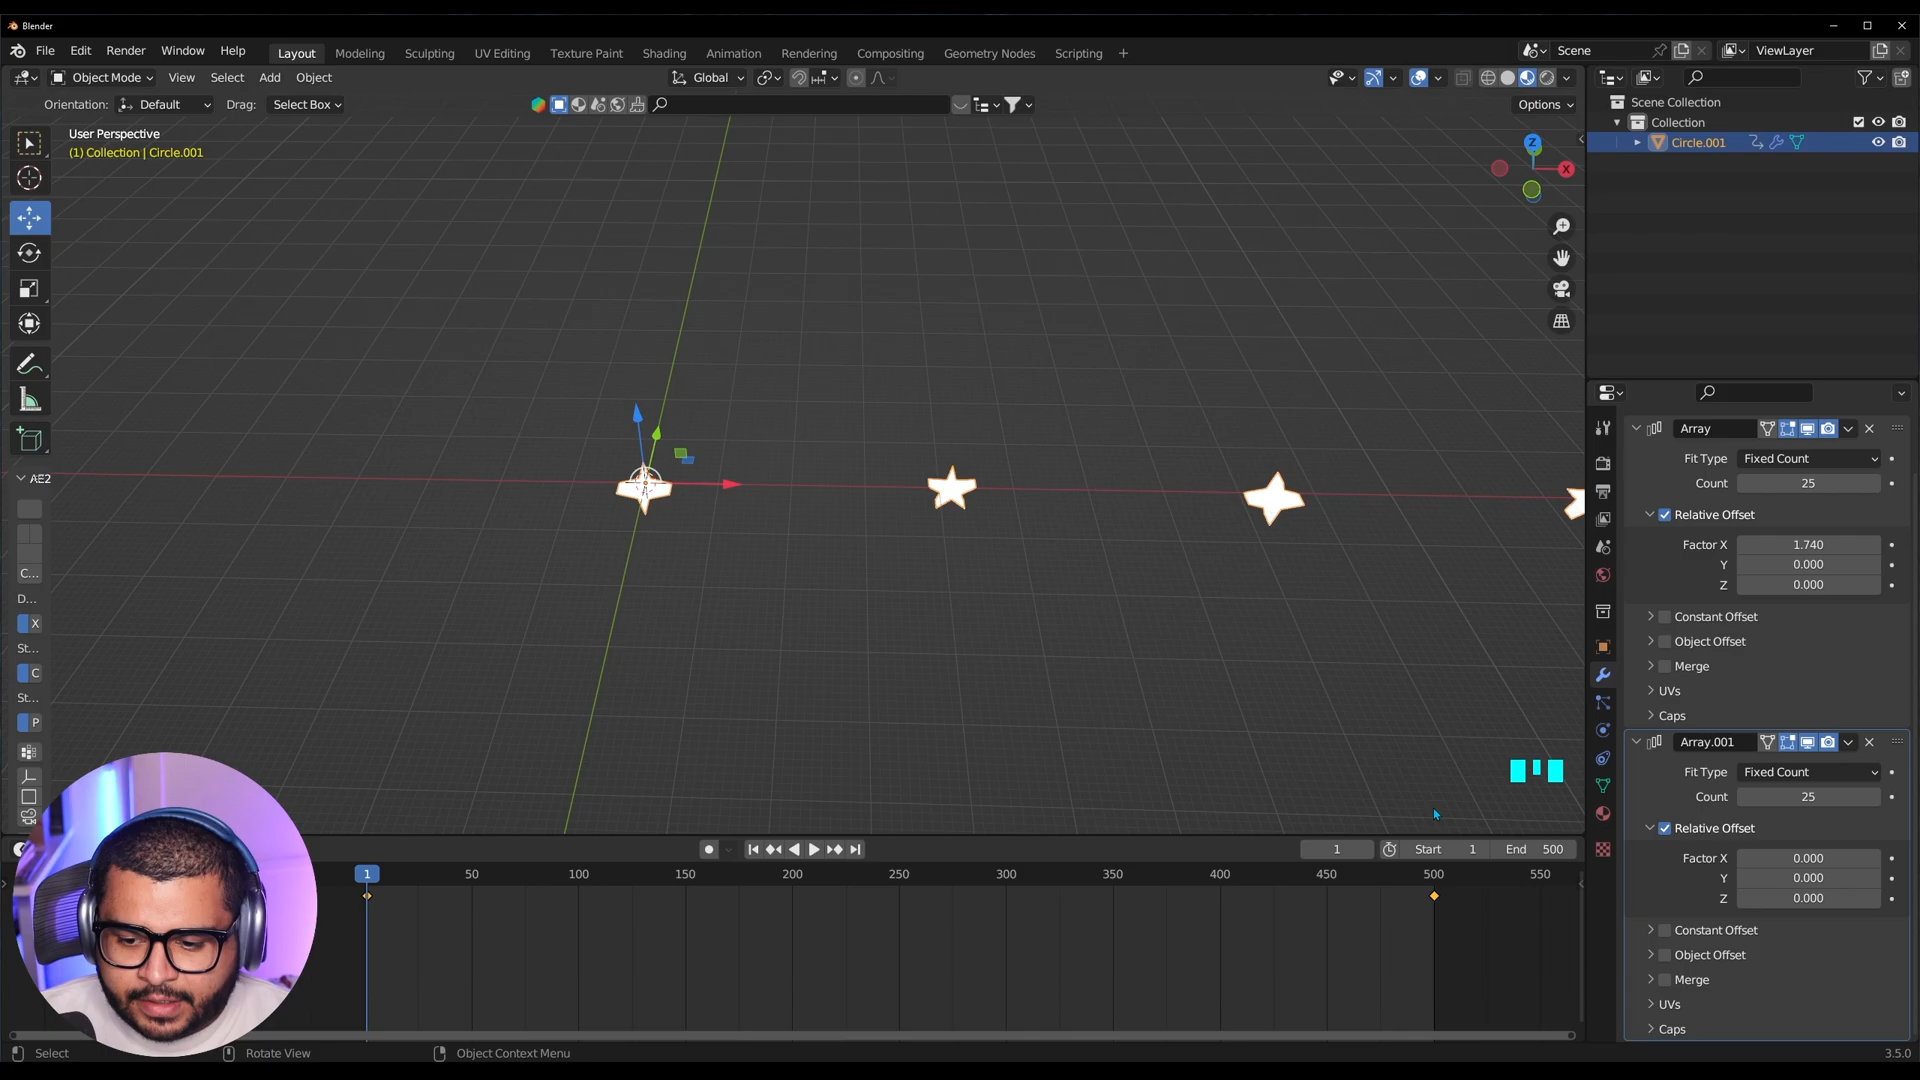 Blender
File Edit Render Window Help
Layout Modeling Sculpting UV Editing Texture Paint Shading Animation Rendering Compositing Geometry Nodes Scripting +
Scene
ViewLayer
Object Mode View Select Add Object
Global
Orientation: Default Drag: Select Box
Options
User Perspective
(1) Collection | Circle.001
Z
X
Scene Collection
Collection
Circle.001
AE2
C...
D...
X
St...
C
St...
P
Array
Fit Type Fixed Count
Count 25
Relative Offset
Factor X 1.740
Y 0.000
Z 0.000
Constant Offset
Object Offset
Merge
UVs
Caps
Array.001
Fit Type Fixed Count
Count 25
Relative Offset
Factor X 0.000
Y 0.000
Z 0.000
Constant Offset
Object Offset
Merge
UVs
Caps
1 Start 1 End 500
1 50 100 150 200 250 300 350 400 450 500 550
Select Rotate View Object Context Menu
3.5.0